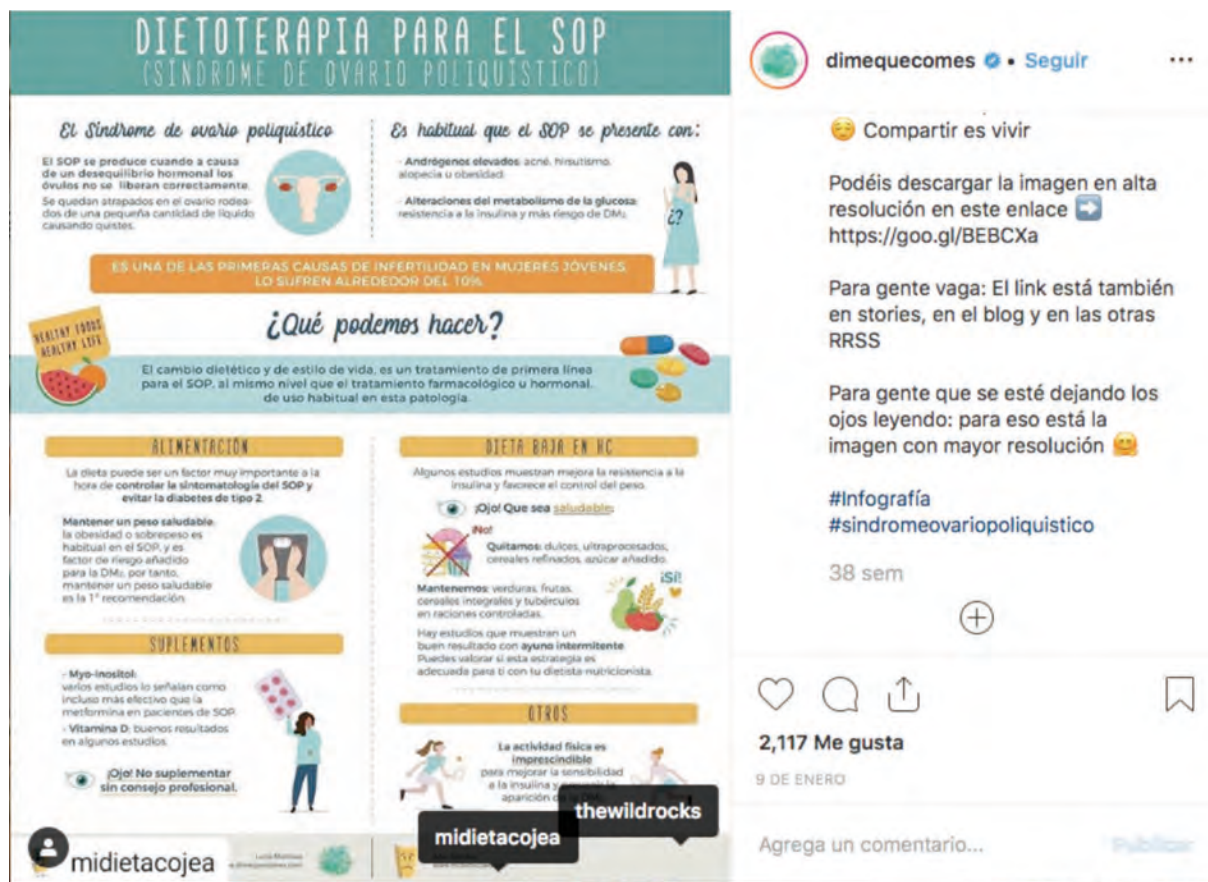 DIETOTERAPIA PARA EL SOP
(SÍNDROME DE OVARIO POLIQUÍSTICO)
El Síndrome de ovario poliquístico
El SOP se produce cuando a causa
de un desequilibrio hormonal los
óvulos no se liberan correctamente.
Se quedan atrapados en el ovario rodea-
dos de una pequeña cantidad de líquido
causando quistes.
Es habitual que el SOP se presente con:
- Andrógenos elevados: acné, hirsutismo,
alopecia u obesidad.
- Alteraciones del metabolismo de la glucosa:
resistencia a la insulina y más riesgo de DM2.
¿?
ES UNA DE LAS PRIMERAS CAUSAS DE INFERTILIDAD EN MUJERES JÓVENES.
LO SUFREN ALREDEDOR DEL 10%
HEALTHY FOODS
HEALTHY LIFE
¿Qué podemos hacer?
El cambio dietético y de estilo de vida, es un tratamiento de primera línea
para el SOP, al mismo nivel que el tratamiento farmacológico u hormonal,
de uso habitual en esta patología.
ALIMENTACIÓN
La dieta puede ser un factor muy importante a la
hora de controlar la sintomatología del SOP y
evitar la diabetes de tipo 2.
Mantener un peso saludable:
la obesidad o sobrepeso es
habitual en el SOP, y es
factor de riesgo añadido
para la DM2, por tanto,
mantener un peso saludable
es la 1ª recomendación.
SUPLEMENTOS
- Myo-Inositol:
varios estudios lo señalan como
incluso más efectivo que la
metformina en pacientes de SOP.
- Vitamina D: buenos resultados
en algunos estudios.
¡Ojo! No suplementar
sin consejo profesional.
DIETA BAJA EN HC
Algunos estudios muestran mejora la resistencia a la
insulina y favorece el control del peso.
¡Ojo! Que sea saludable:
¡No!
Quitamos: dulces, ultraprocesados,
cereales refinados, azúcar añadido.
¡SÍ!
Mantenemos: verduras, frutas,
cereales integrales y tubérculos
en raciones controladas.
Hay estudios que muestran un
buen resultado con ayuno intermitente.
Puedes valorar si esta estrategia es
adecuada para ti con tu dietista-nutricionista.
OTROS
La actividad física es
imprescindible
para mejorar la sensibilidad
a la insulina y
aparición de
thewildrocks
midietacojea
midietacojea
dimequecomes • Seguir
Compartir es vivir
Podéis descargar la imagen en alta
resolución en este enlace
https://goo.gl/BEBCXa
Para gente vaga: El link está también
en stories, en el blog y en las otras
RRSS
Para gente que se esté dejando los
ojos leyendo: para eso está la
imagen con mayor resolución
#Infografía
#sindromeovariopoliquistico
38 sem
2,117 Me gusta
9 DE ENERO
Agrega un comentario...
Publicar